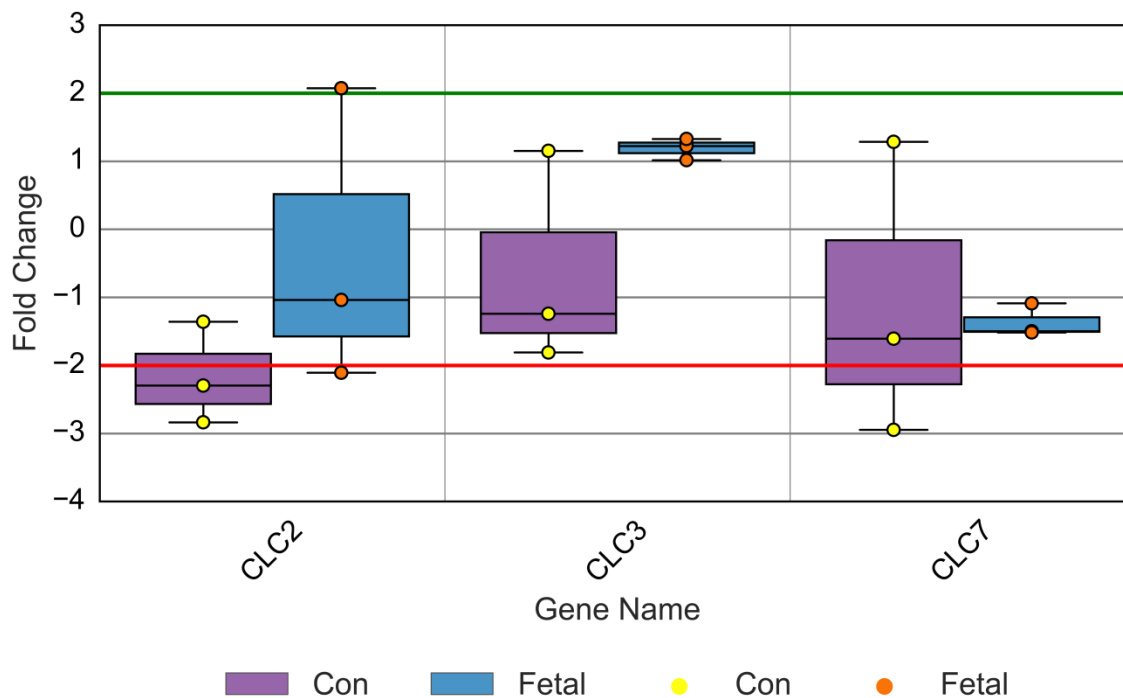 3
2
1
0
−1
−2
−3
−4
Fold Change
CLC2
CLC3
CLC7
Gene Name
Con Fetal Con Fetal